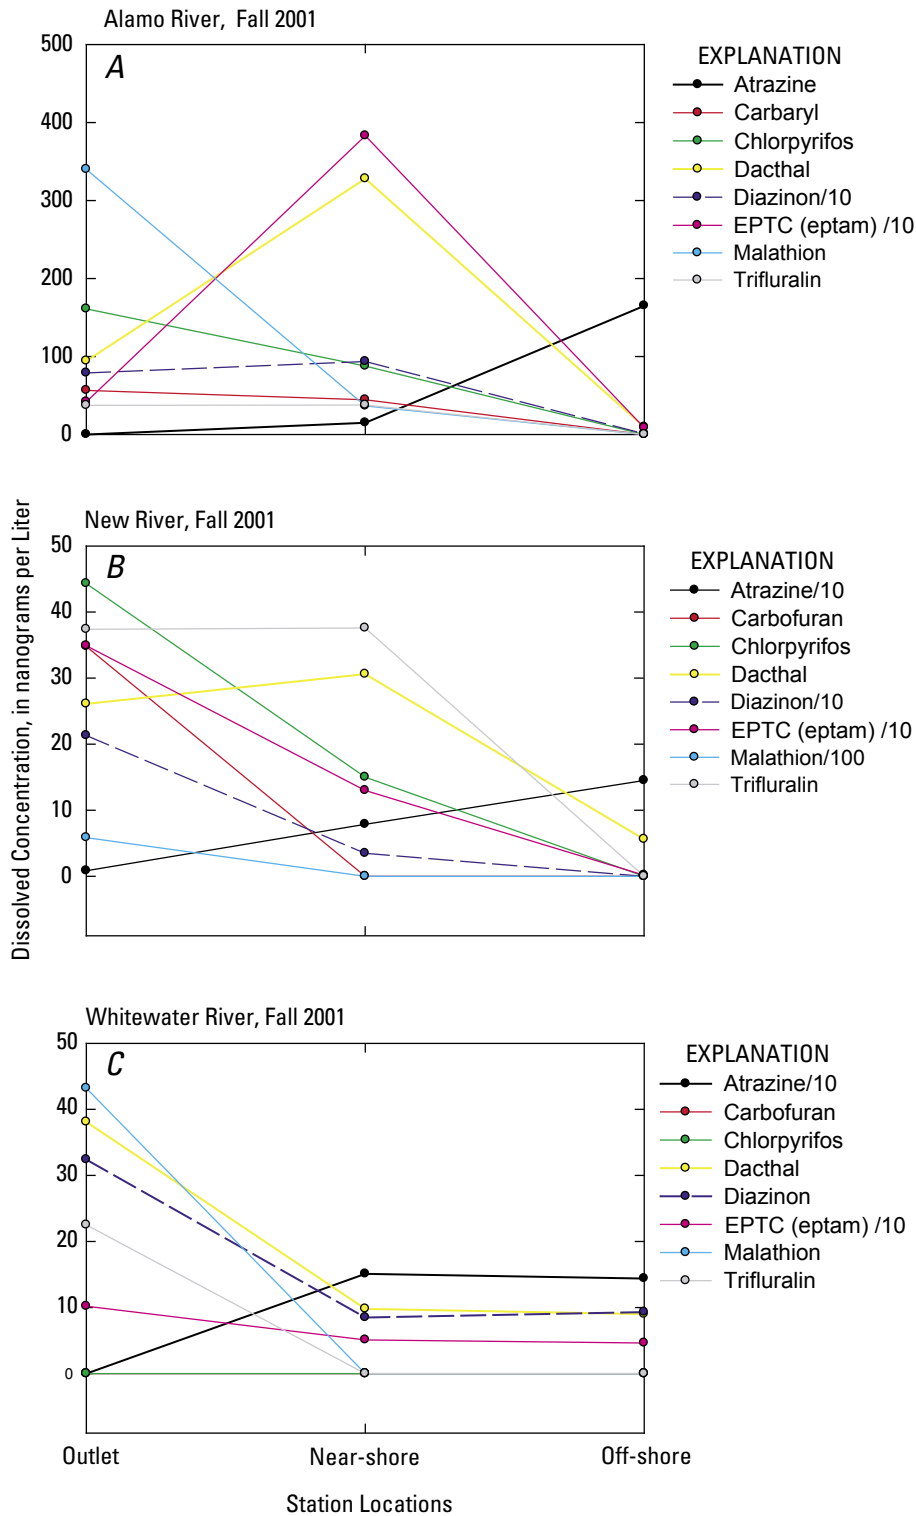 Alamo River, Fall 2001
500
400
300
200
100
0
A
EXPLANATION
Atrazine
Carbaryl
Chlorpyrifos
Dacthal
Diazinon/10
EPTC (eptam) /10
Malathion
Trifluralin
Dissolved Concentration, in nanograms per Liter
New River, Fall 2001
50
40
30
20
10
0
B
EXPLANATION
Atrazine/10
Carbofuran
Chlorpyrifos
Dacthal
Diazinon/10
EPTC (eptam) /10
Malathion/100
Trifluralin
Whitewater River, Fall 2001
50
40
30
20
10
0
C
EXPLANATION
Atrazine/10
Carbofuran
Chlorpyrifos
Dacthal
Diazinon
EPTC (eptam) /10
Malathion
Trifluralin
Outlet Near-shore Off-shore
Station Locations